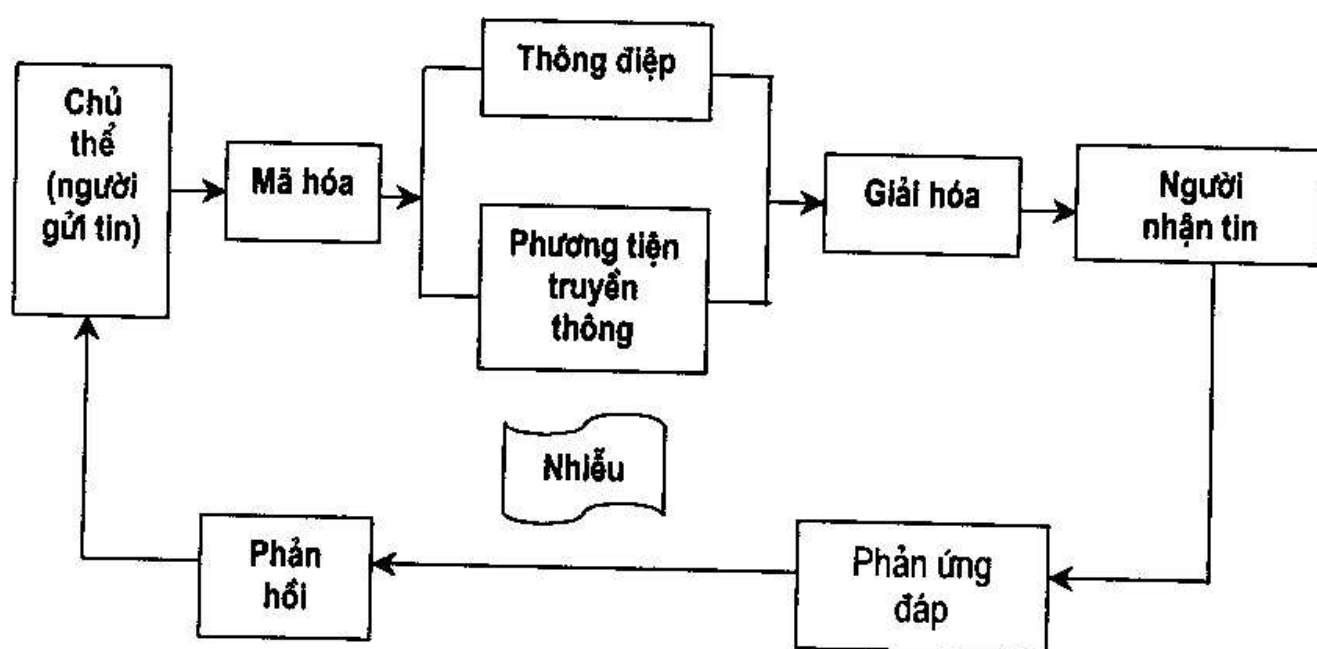 Chủ
thể
(người
gửi tin)
Mã hóa
Thông điệp
Phương tiện
truyền
thông
Giải hóa
Người
nhận tin
Nhiễu
Phản
hồi
Phản ứng
đáp